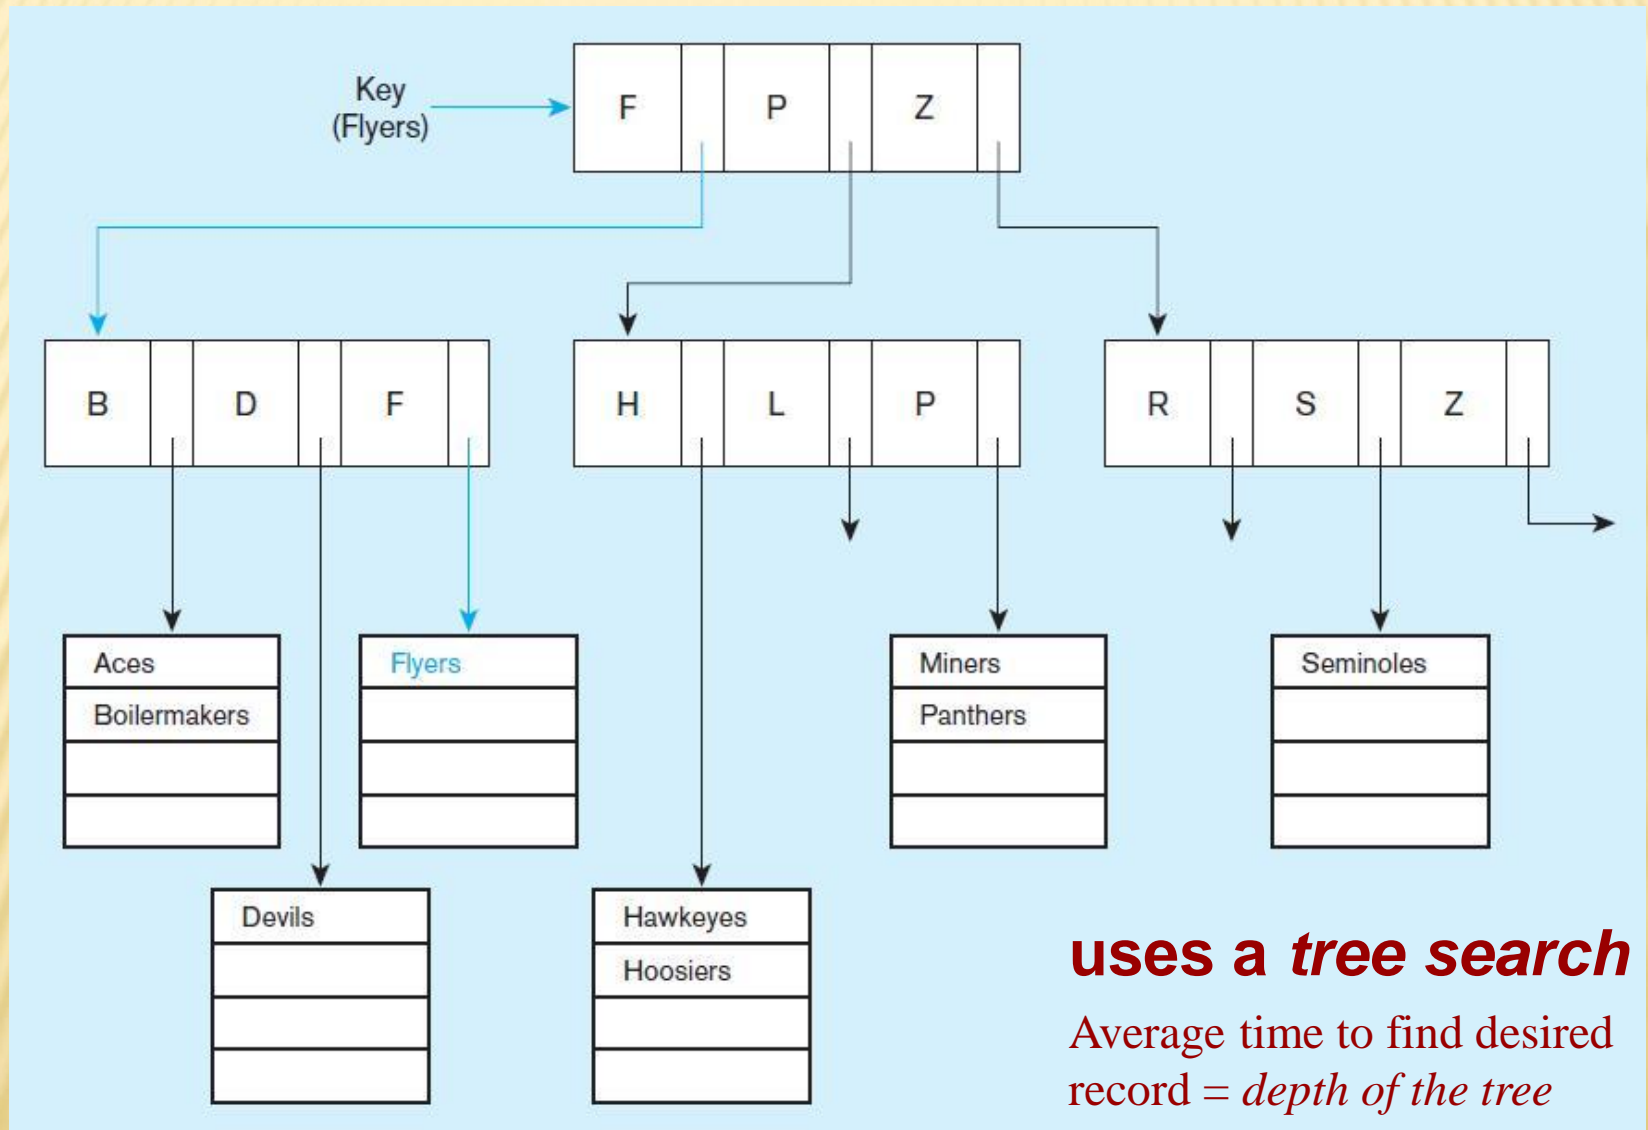 Key
(Flyers)
F P Z
B D F
H L P
R S Z
Aces
Boilermakers
Flyers
Miners
Panthers
Seminoles
Devils
Hawkeyes
Hoosiers
uses a tree search
Average time to find desired
record = depth of the tree